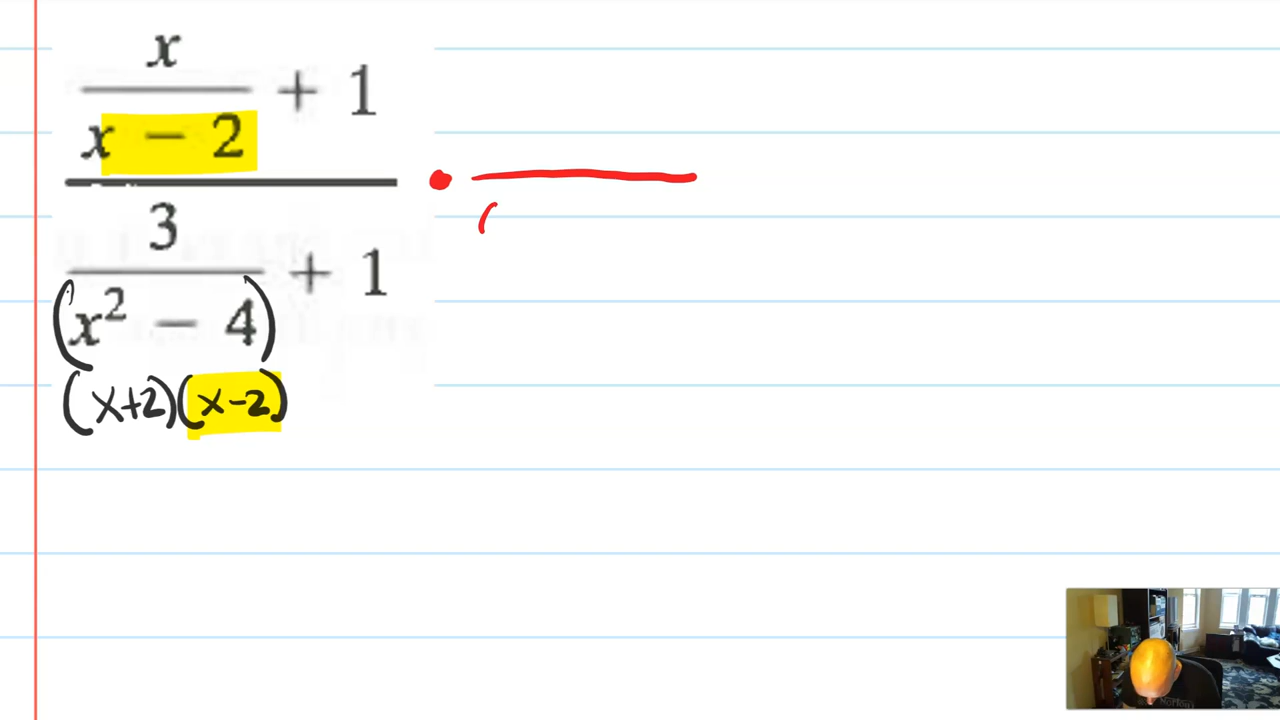 x
+ 1
x − 2
3
+ 1
(x² − 4)
(x+2)(x−2)
• (